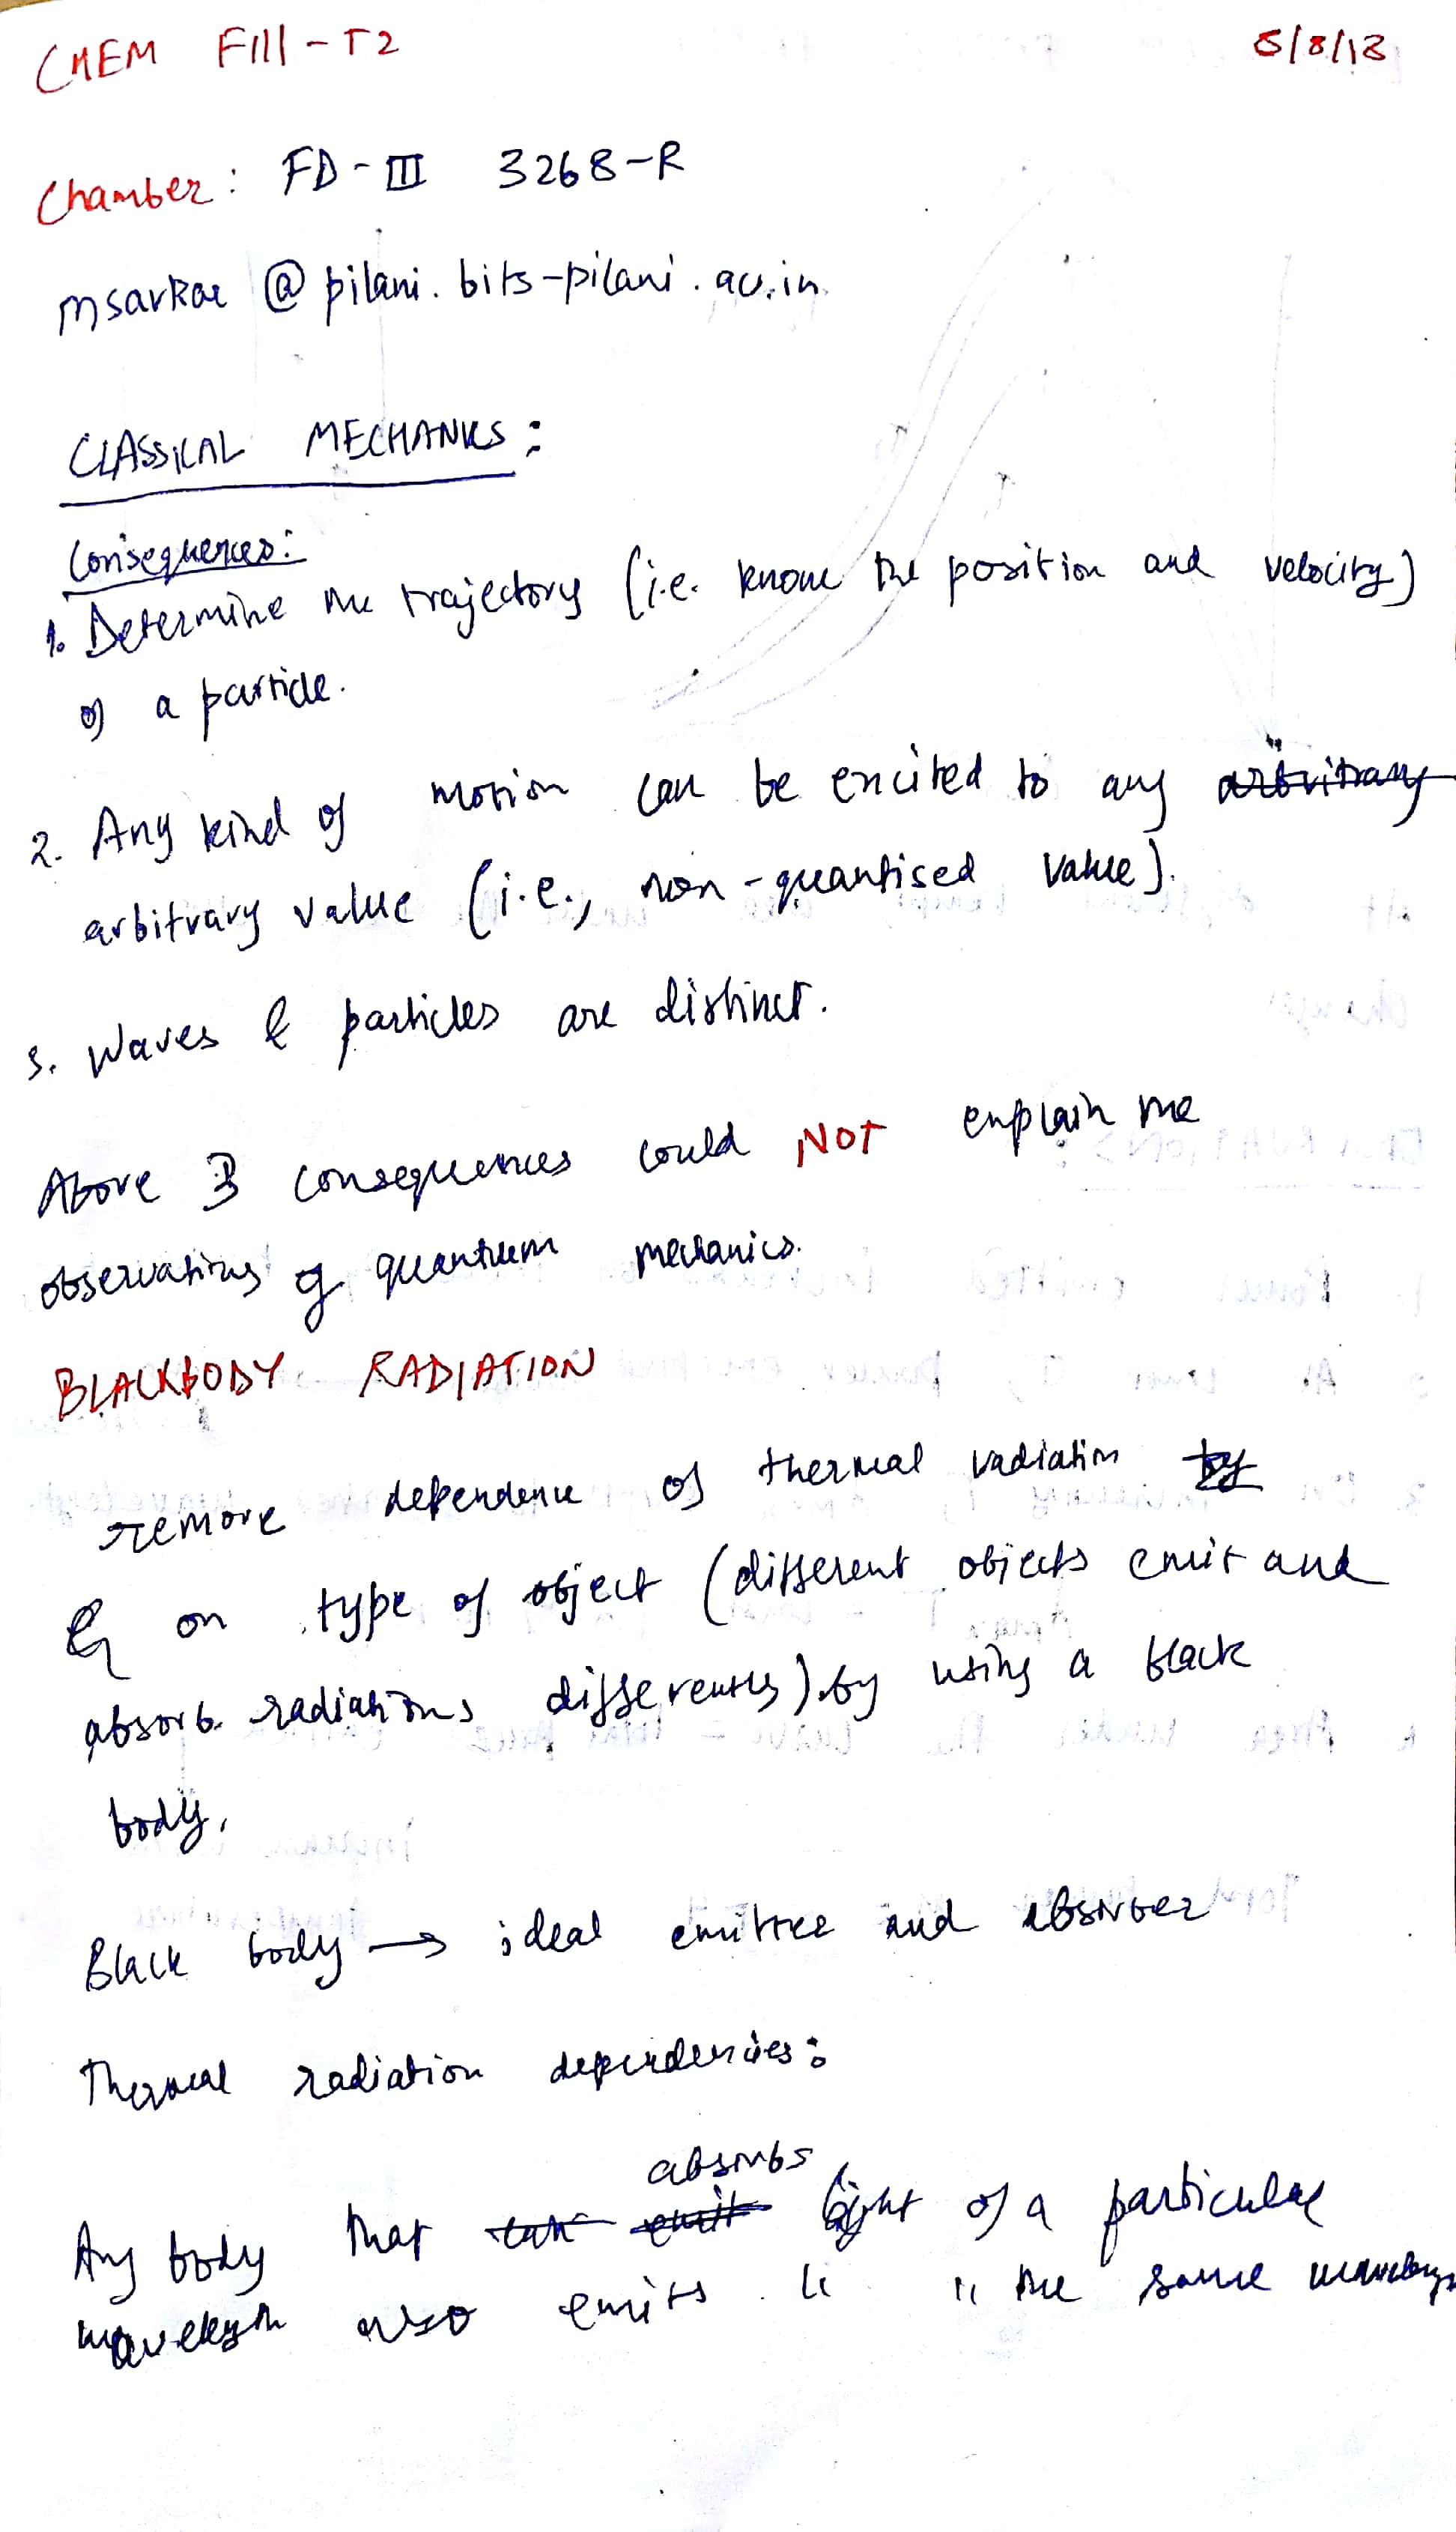 CHEM F111-T2 5/8/18
Chamber: FD-III 3268-R
msarkar @ pilani.bits-pilani.ac.in
CLASSICAL MECHANICS:
Consequences:
1. Determine the trajectory (i.e. know the position and velocity)
of a particle.
2. Any kind of motion can be excited to any arbitrary
arbitrary value (i.e., non-quantised value).
3. Waves & particles are distinct.
Above 3 consequences could NOT explain the
observations of quantum mechanics.
BLACKBODY RADIATION
remove dependence of thermal radiation by
on type of object (different objects emit and
absorb radiations differently) by using a black
body.
Black body → ideal emitter and absorber
Thermal radiation dependencies:
absorbs
Any body that can emit light of a particular
wavelength also emits " " the same wavelength